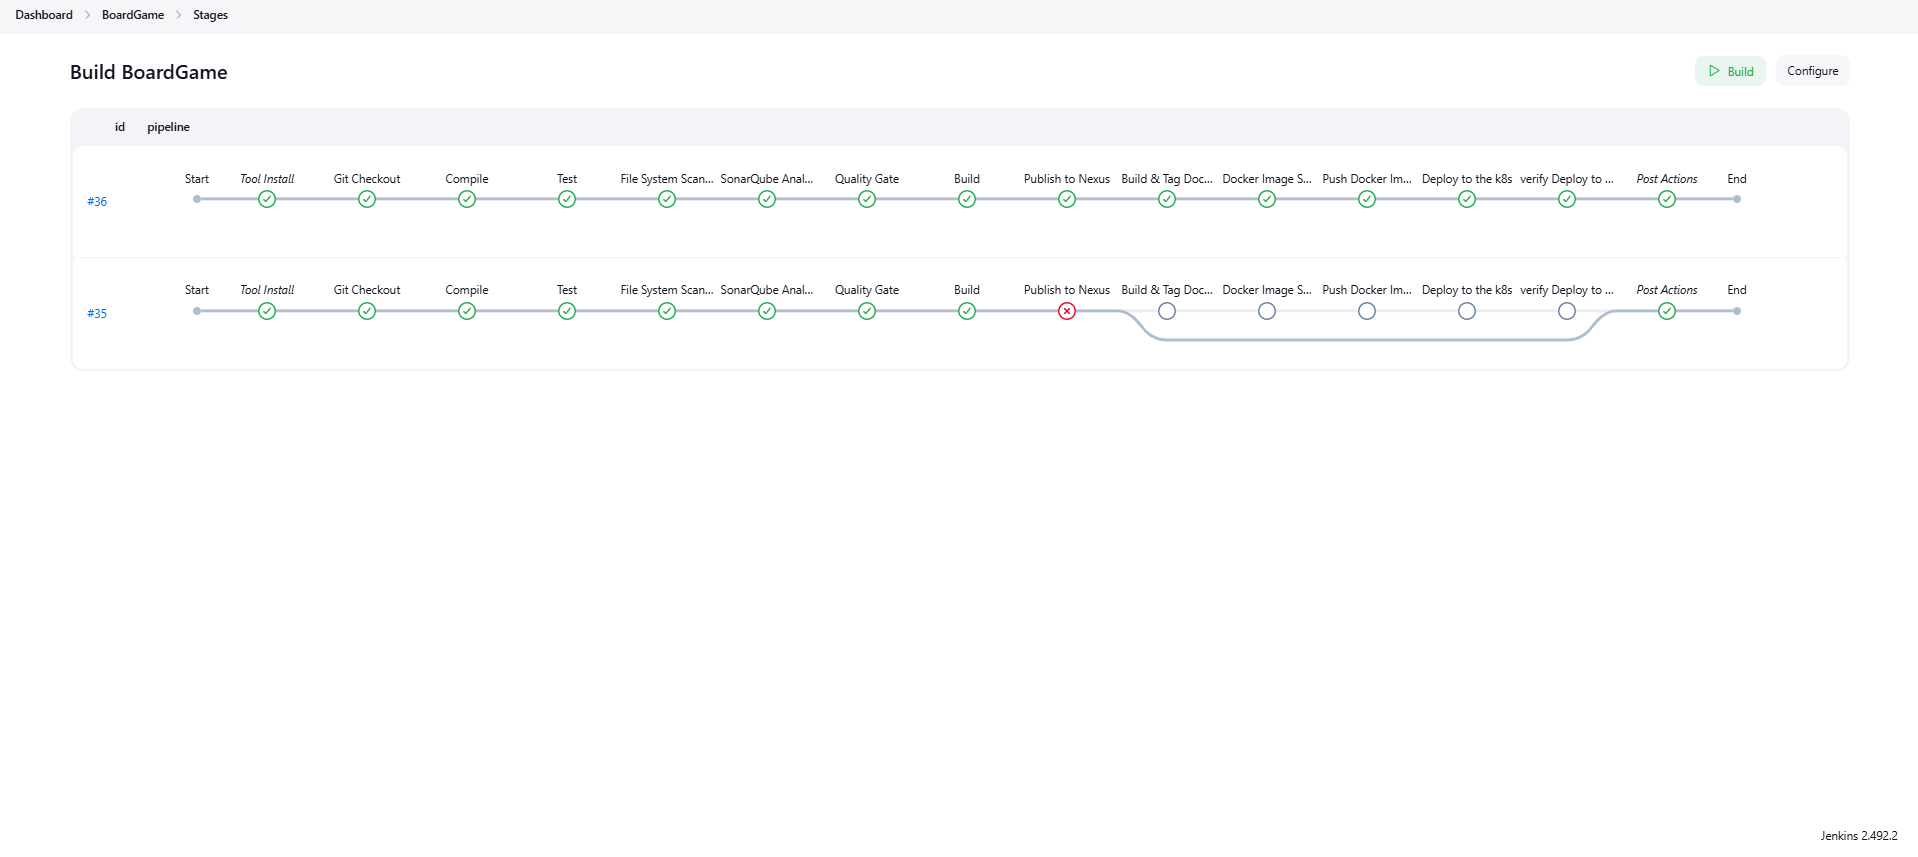 Dashboard BoardGame Stages
Build BoardGame
Build Configure
id pipeline
Start Tool Install Git Checkout Compile Test File System Scan... SonarQube Anal... Quality Gate Build Publish to Nexus Build & Tag Doc... Docker Image S... Push Docker Im... Deploy to the k8s verify Deploy to ... Post Actions End
#36
Start Tool Install Git Checkout Compile Test File System Scan... SonarQube Anal... Quality Gate Build Publish to Nexus Build & Tag Doc... Docker Image S... Push Docker Im... Deploy to the k8s verify Deploy to ... Post Actions End
#35
Jenkins 2.492.2